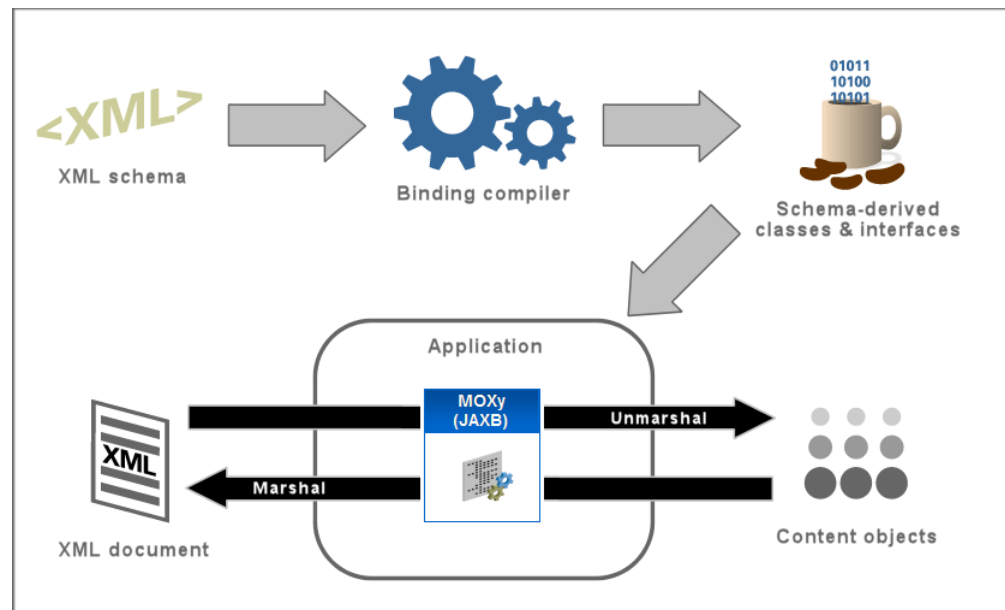 <XML>
XML schema
Binding compiler
01011
10100
10101
Schema-derived
classes & interfaces
Application
MOXy
(JAXB)
Unmarshal
XML
Marshal
XML document
Content objects